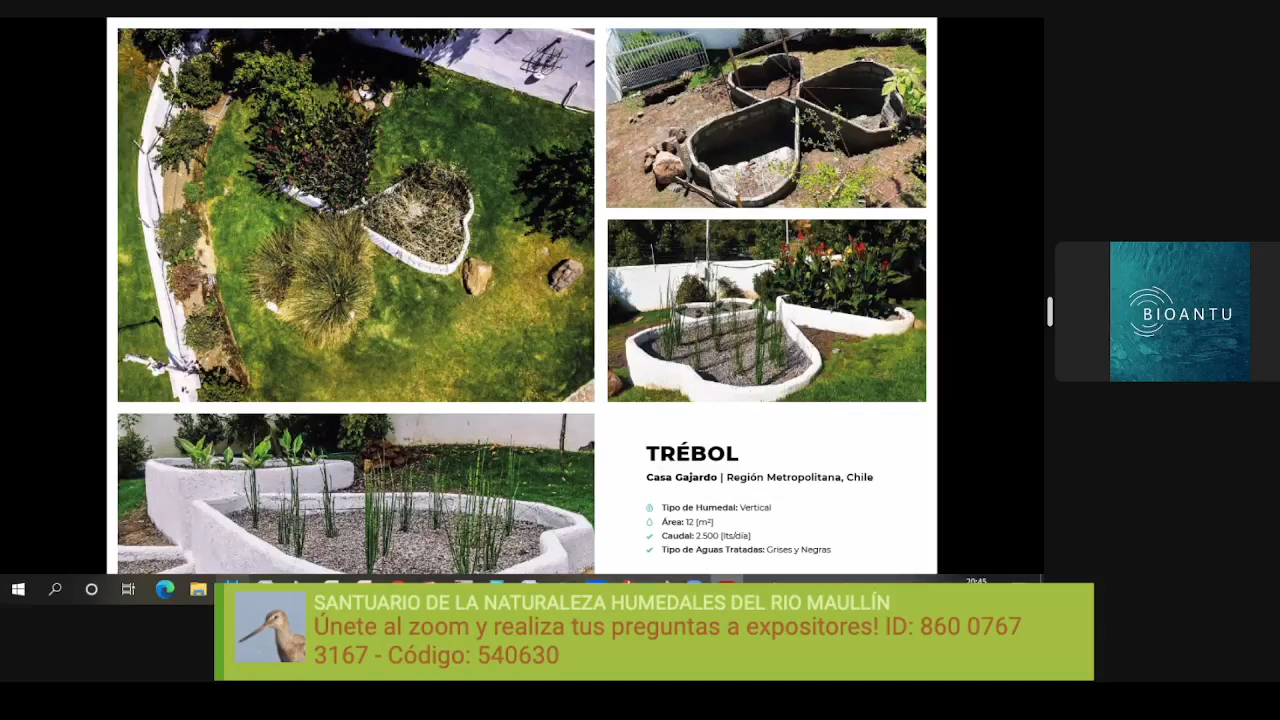 TRÉBOL
Casa Gajardo | Región Metropolitana, Chile
Tipo de Humedal: Vertical
Área: 12 [m²]
Caudal: 2.500 [lts/día]
Tipo de Aguas Tratadas: Grises y Negras
BIOANTU
20:45
SANTUARIO DE LA NATURALEZA HUMEDALES DEL RIO MAULLÍN
Únete al zoom y realiza tus preguntas a expositores! ID: 860 0767
3167 - Código: 540630